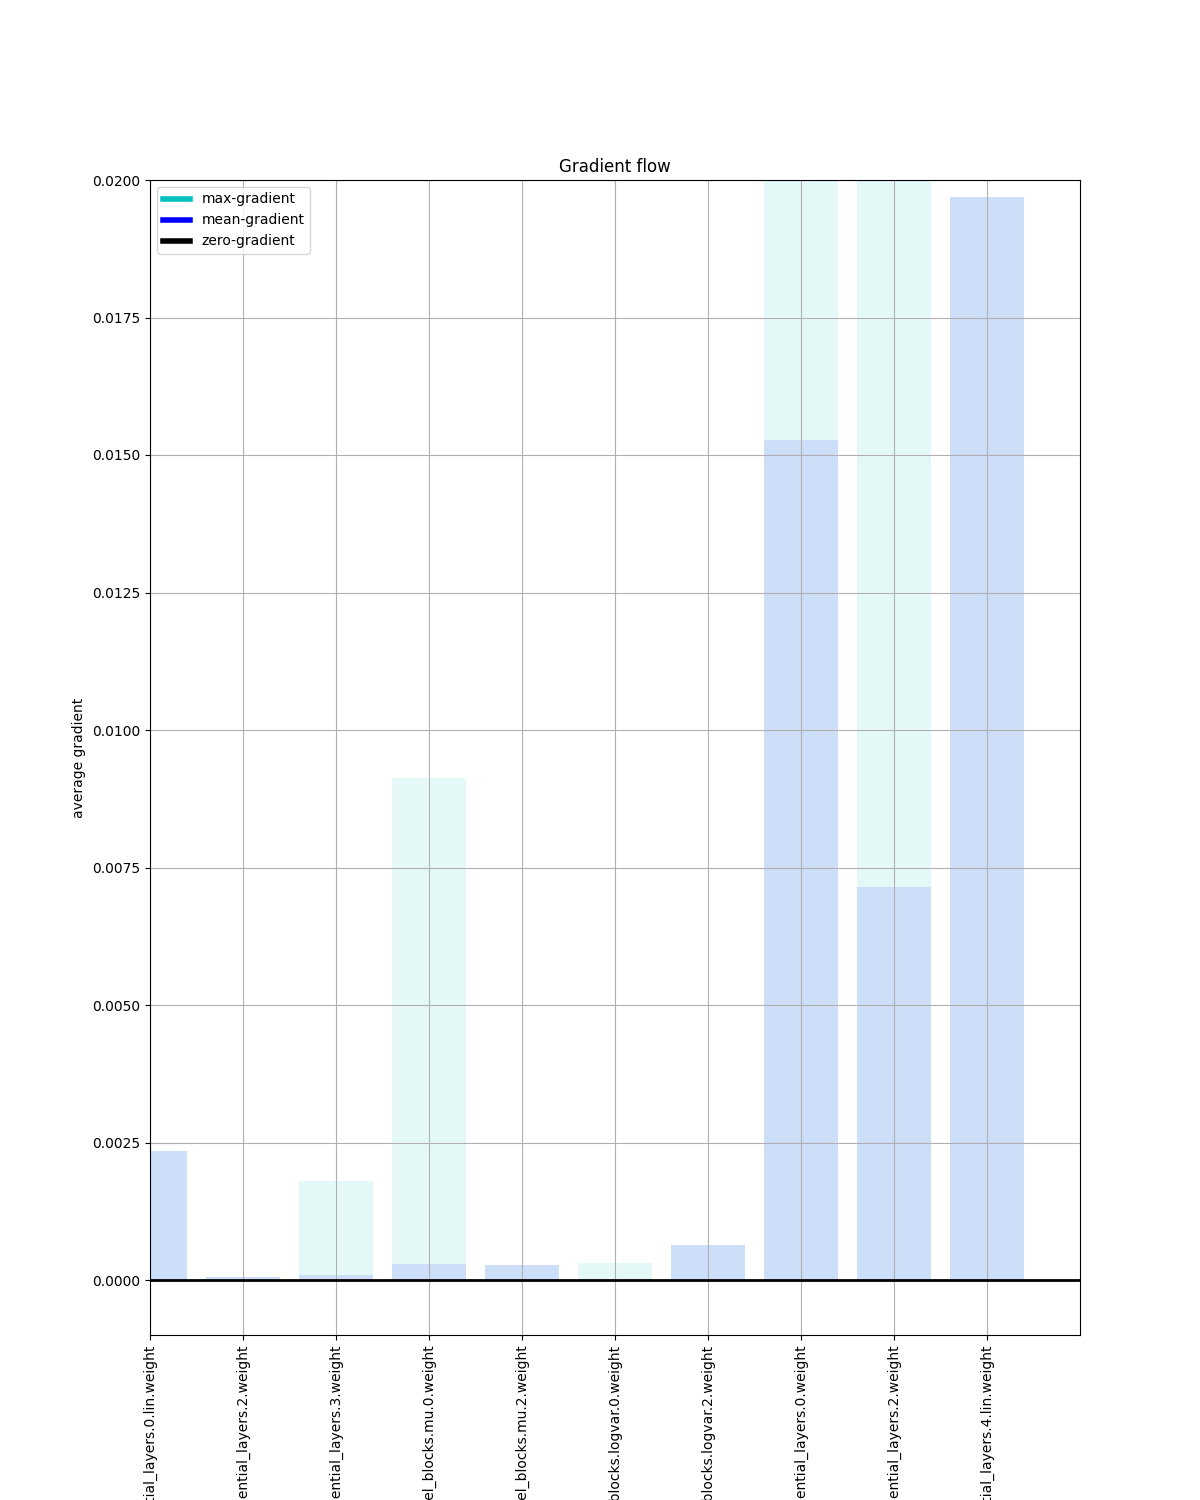 Gradient flow
max-gradient
mean-gradient
zero-gradient
0.0200
0.0175
0.0150
0.0125
0.0100
0.0075
0.0050
0.0025
0.0000
average gradient
tial_layers.0.lin.weight
ential_layers.2.weight
ential_layers.3.weight
el_blocks.mu.0.weight
el_blocks.mu.2.weight
blocks.logvar.0.weight
blocks.logvar.2.weight
ential_layers.0.weight
ential_layers.2.weight
tial_layers.4.lin.weight